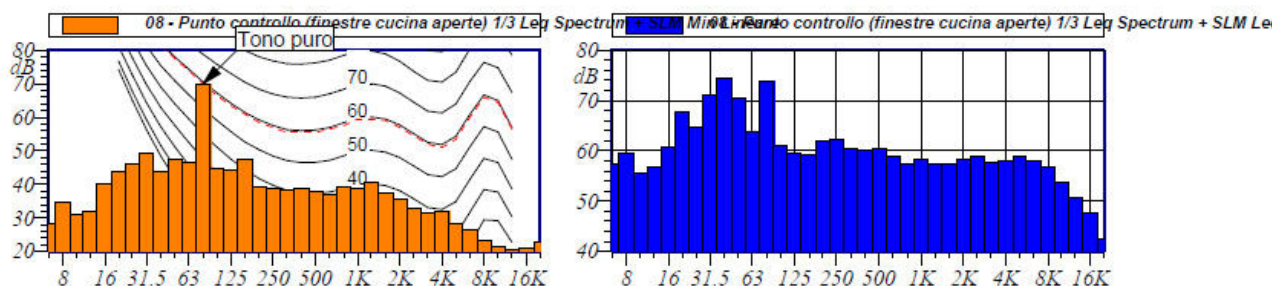 08 - Punto controllo (finestre cucina aperte) 1/3 Leq Spectrum + SLM Min Lineare
08 - Punto controllo (finestre cucina aperte) 1/3 Leq Spectrum + SLM Leq
Tono puro
80
dB
70
60
50
40
30
20
70
60
50
40
8 16 31.5 63 125 250 500 1K 2K 4K 8K 16K
80
dB
70
60
50
40
8 16 31.5 63 125 250 500 1K 2K 4K 8K 16K